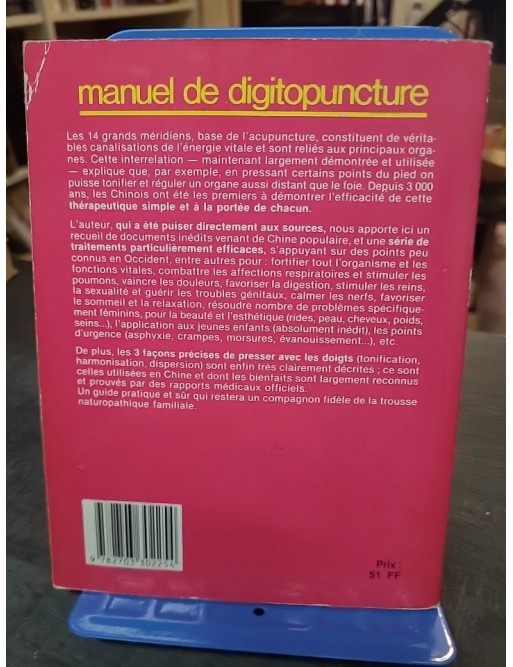 manuel de digitopuncture
Les 14 grands méridiens, base de l'acupuncture, constituent de vérita-
bles canalisations de l'énergie vitale et sont reliés aux principaux orga-
nes. Cette interrelation — maintenant largement démontrée et utilisée
— explique que, par exemple, en pressant certains points du pied on
puisse tonifier et réguler un organe aussi distant que le foie. Depuis 3 000
ans, les Chinois ont été les premiers à démontrer l'efficacité de cette
thérapeutique simple et à la portée de chacun.
L'auteur, qui a été puiser directement aux sources, nous apporte ici un
recueil de documents inédits venant de Chine populaire, et une série de
traitements particulièrement efficaces, s'appuyant sur des points peu
connus en Occident, entre autres pour : fortifier tout l'organisme et les
fonctions vitales, combattre les affections respiratoires et stimuler les
poumons, vaincre les douleurs, favoriser la digestion, stimuler les reins,
la sexualité et guérir les troubles génitaux, calmer les nerfs, favoriser
le sommeil et la relaxation, résoudre nombre de problèmes spécifique-
ment féminins, pour la beauté et l'esthétique (rides, peau, cheveux, poids,
seins...), l'application aux jeunes enfants (absolument inédit), les points
d'urgence (asphyxie, crampes, morsures, évanouissement...), etc.
De plus, les 3 façons précises de presser avec les doigts (tonification,
harmonisation, dispersion) sont enfin très clairement décrites ; ce sont
celles utilisées en Chine et dont les bienfaits sont largement reconnus
et prouvés par des rapports médicaux officiels.
Un guide pratique et sûr qui restera un compagnon fidèle de la trousse
naturopathique familiale.
9 782703 302254
Prix :
51 FF